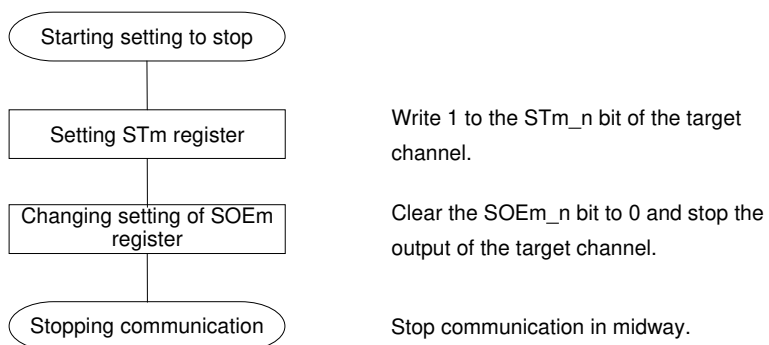 Starting setting to stop
Setting STm register
Write 1 to the STm_n bit of the target
channel.
Changing setting of SOEm
register
Clear the SOEm_n bit to 0 and stop the
output of the target channel.
Stopping communication
Stop communication in midway.